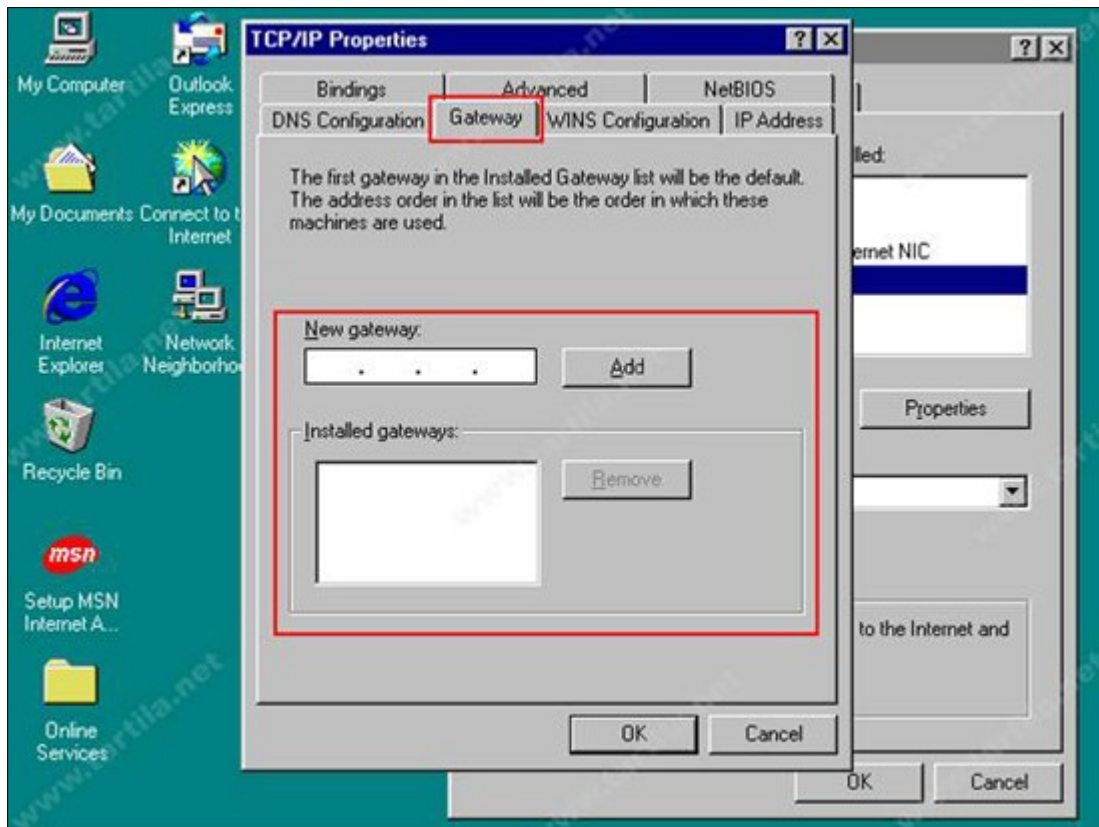 My Computer
Outlook
Express
My Documents
Connect to t
Internet
Internet
Explorer
Network
Neighborho
Recycle Bin
msn
Setup MSN
Internet A...
Online
Services
TCP/IP Properties
Bindings
Advanced
NetBIOS
DNS Configuration
Gateway
WINS Configuration
IP Address
The first gateway in the Installed Gateway list will be the default.
The address order in the list will be the order in which these
machines are used.
New gateway:
. . .
Add
Installed gateways:
Remove
OK
Cancel
lled:
ernet NIC
Properties
to the Internet and
OK
Cancel
www.tartila.net